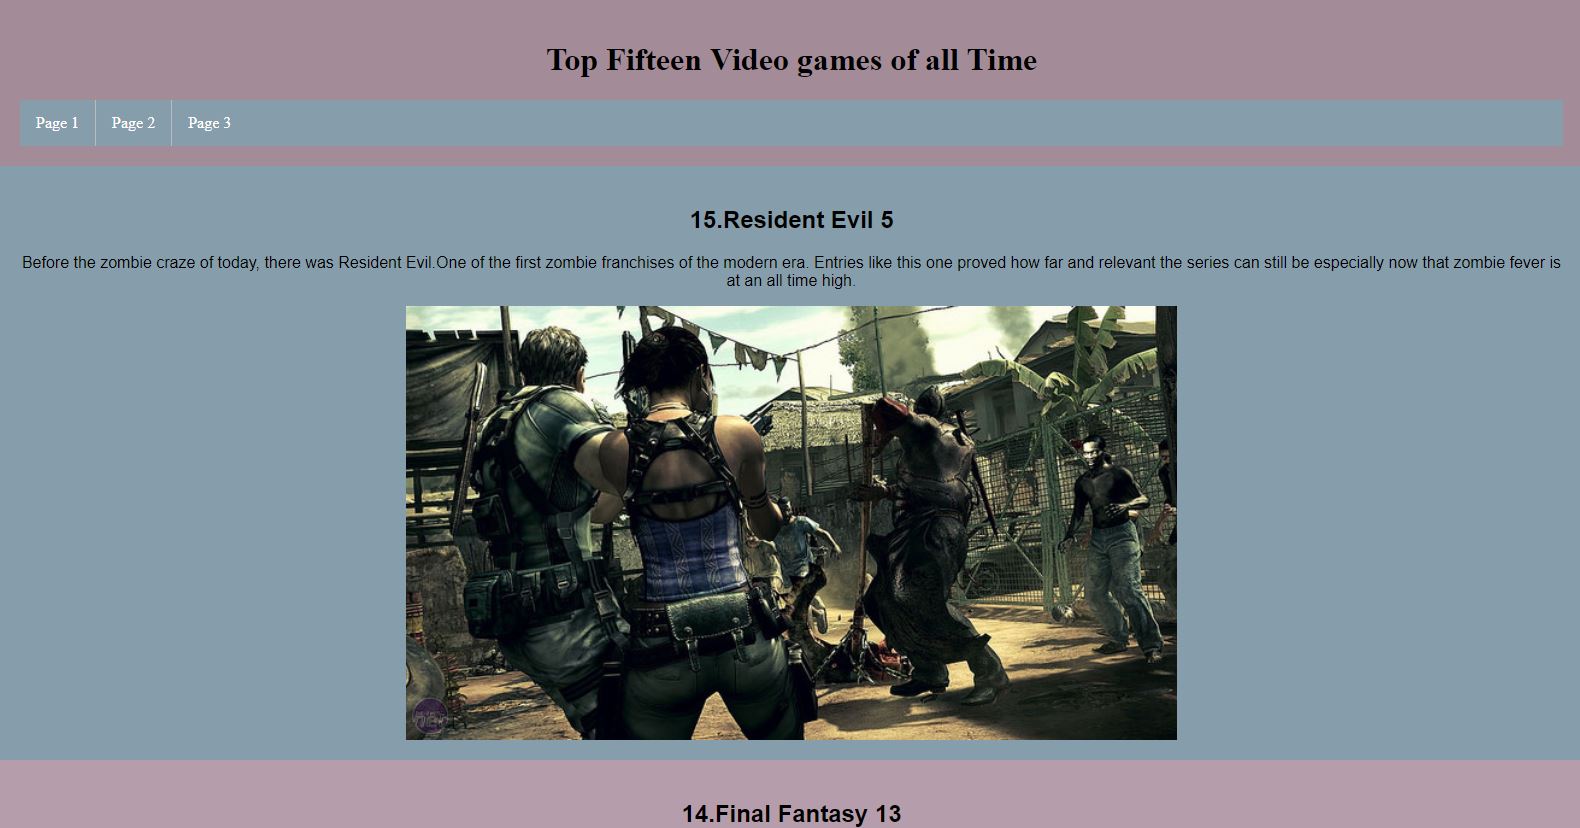 Top Fifteen Video games of all Time
Page 1 Page 2 Page 3
15.Resident Evil 5
Before the zombie craze of today, there was Resident Evil.One of the first zombie franchises of the modern era. Entries like this one proved how far and relevant the series can still be especially now that zombie fever is
at an all time high.
14.Final Fantasy 13